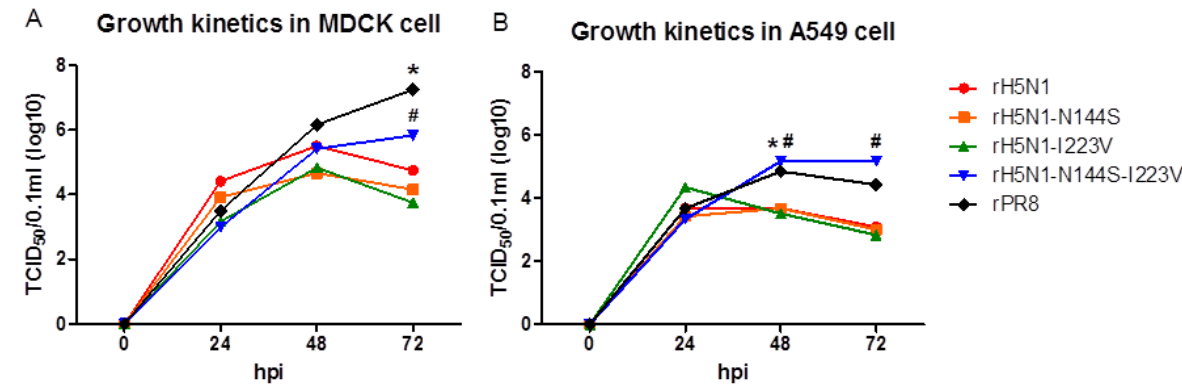 A
Growth kinetics in MDCK cell
TCID50/0.1ml (log10)
8
6
4
2
0
*
#
0 24 48 72
hpi
B
Growth kinetics in A549 cell
TCID50/0.1ml (log10)
8
6
4
2
0
*# #
0 24 48 72
hpi
rH5N1
rH5N1-N144S
rH5N1-I223V
rH5N1-N144S-I223V
rPR8